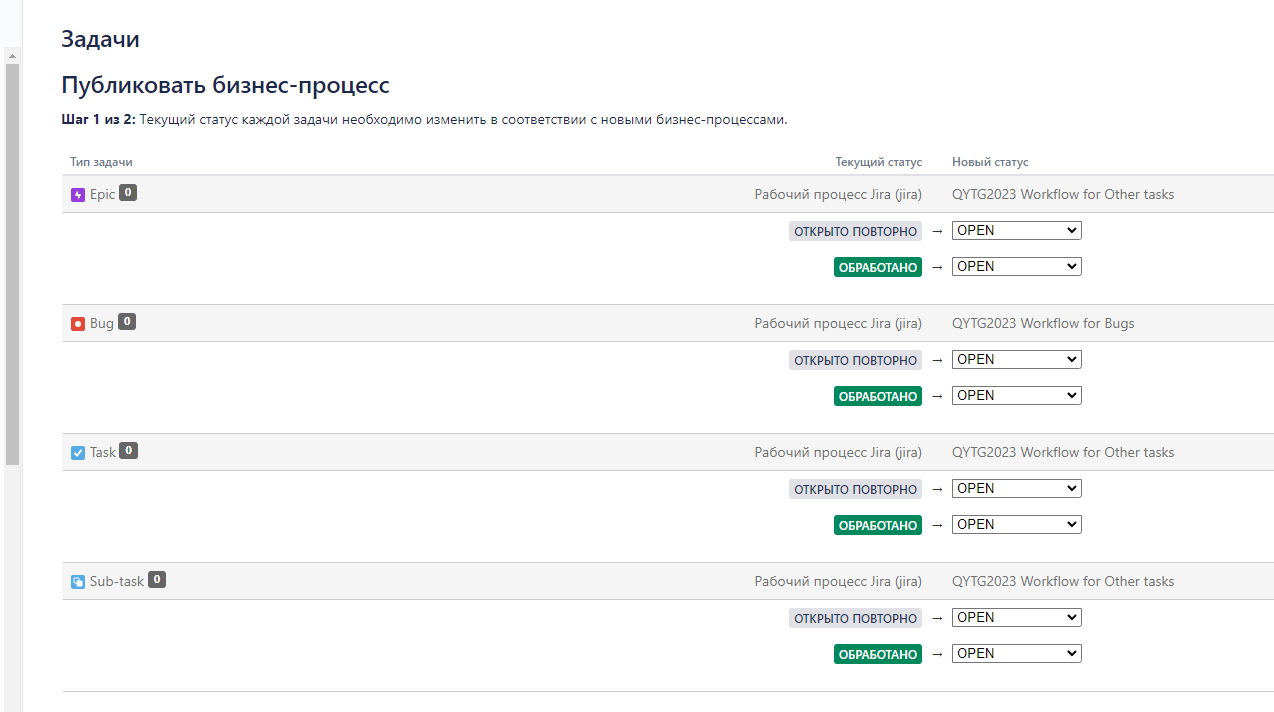 Задачи
Публиковать бизнес-процесс
Шаг 1 из 2: Текущий статус каждой задачи необходимо изменить в соответствии с новыми бизнес-процессами.
Тип задачи Текущий статус Новый статус
Epic 0 Рабочий процесс Jira (jira) QYTG2023 Workflow for Other tasks
ОТКРЫТО ПОВТОРНО → OPEN
ОБРАБОТАНО → OPEN
Bug 0 Рабочий процесс Jira (jira) QYTG2023 Workflow for Bugs
ОТКРЫТО ПОВТОРНО → OPEN
ОБРАБОТАНО → OPEN
Task 0 Рабочий процесс Jira (jira) QYTG2023 Workflow for Other tasks
ОТКРЫТО ПОВТОРНО → OPEN
ОБРАБОТАНО → OPEN
Sub-task 0 Рабочий процесс Jira (jira) QYTG2023 Workflow for Other tasks
ОТКРЫТО ПОВТОРНО → OPEN
ОБРАБОТАНО → OPEN